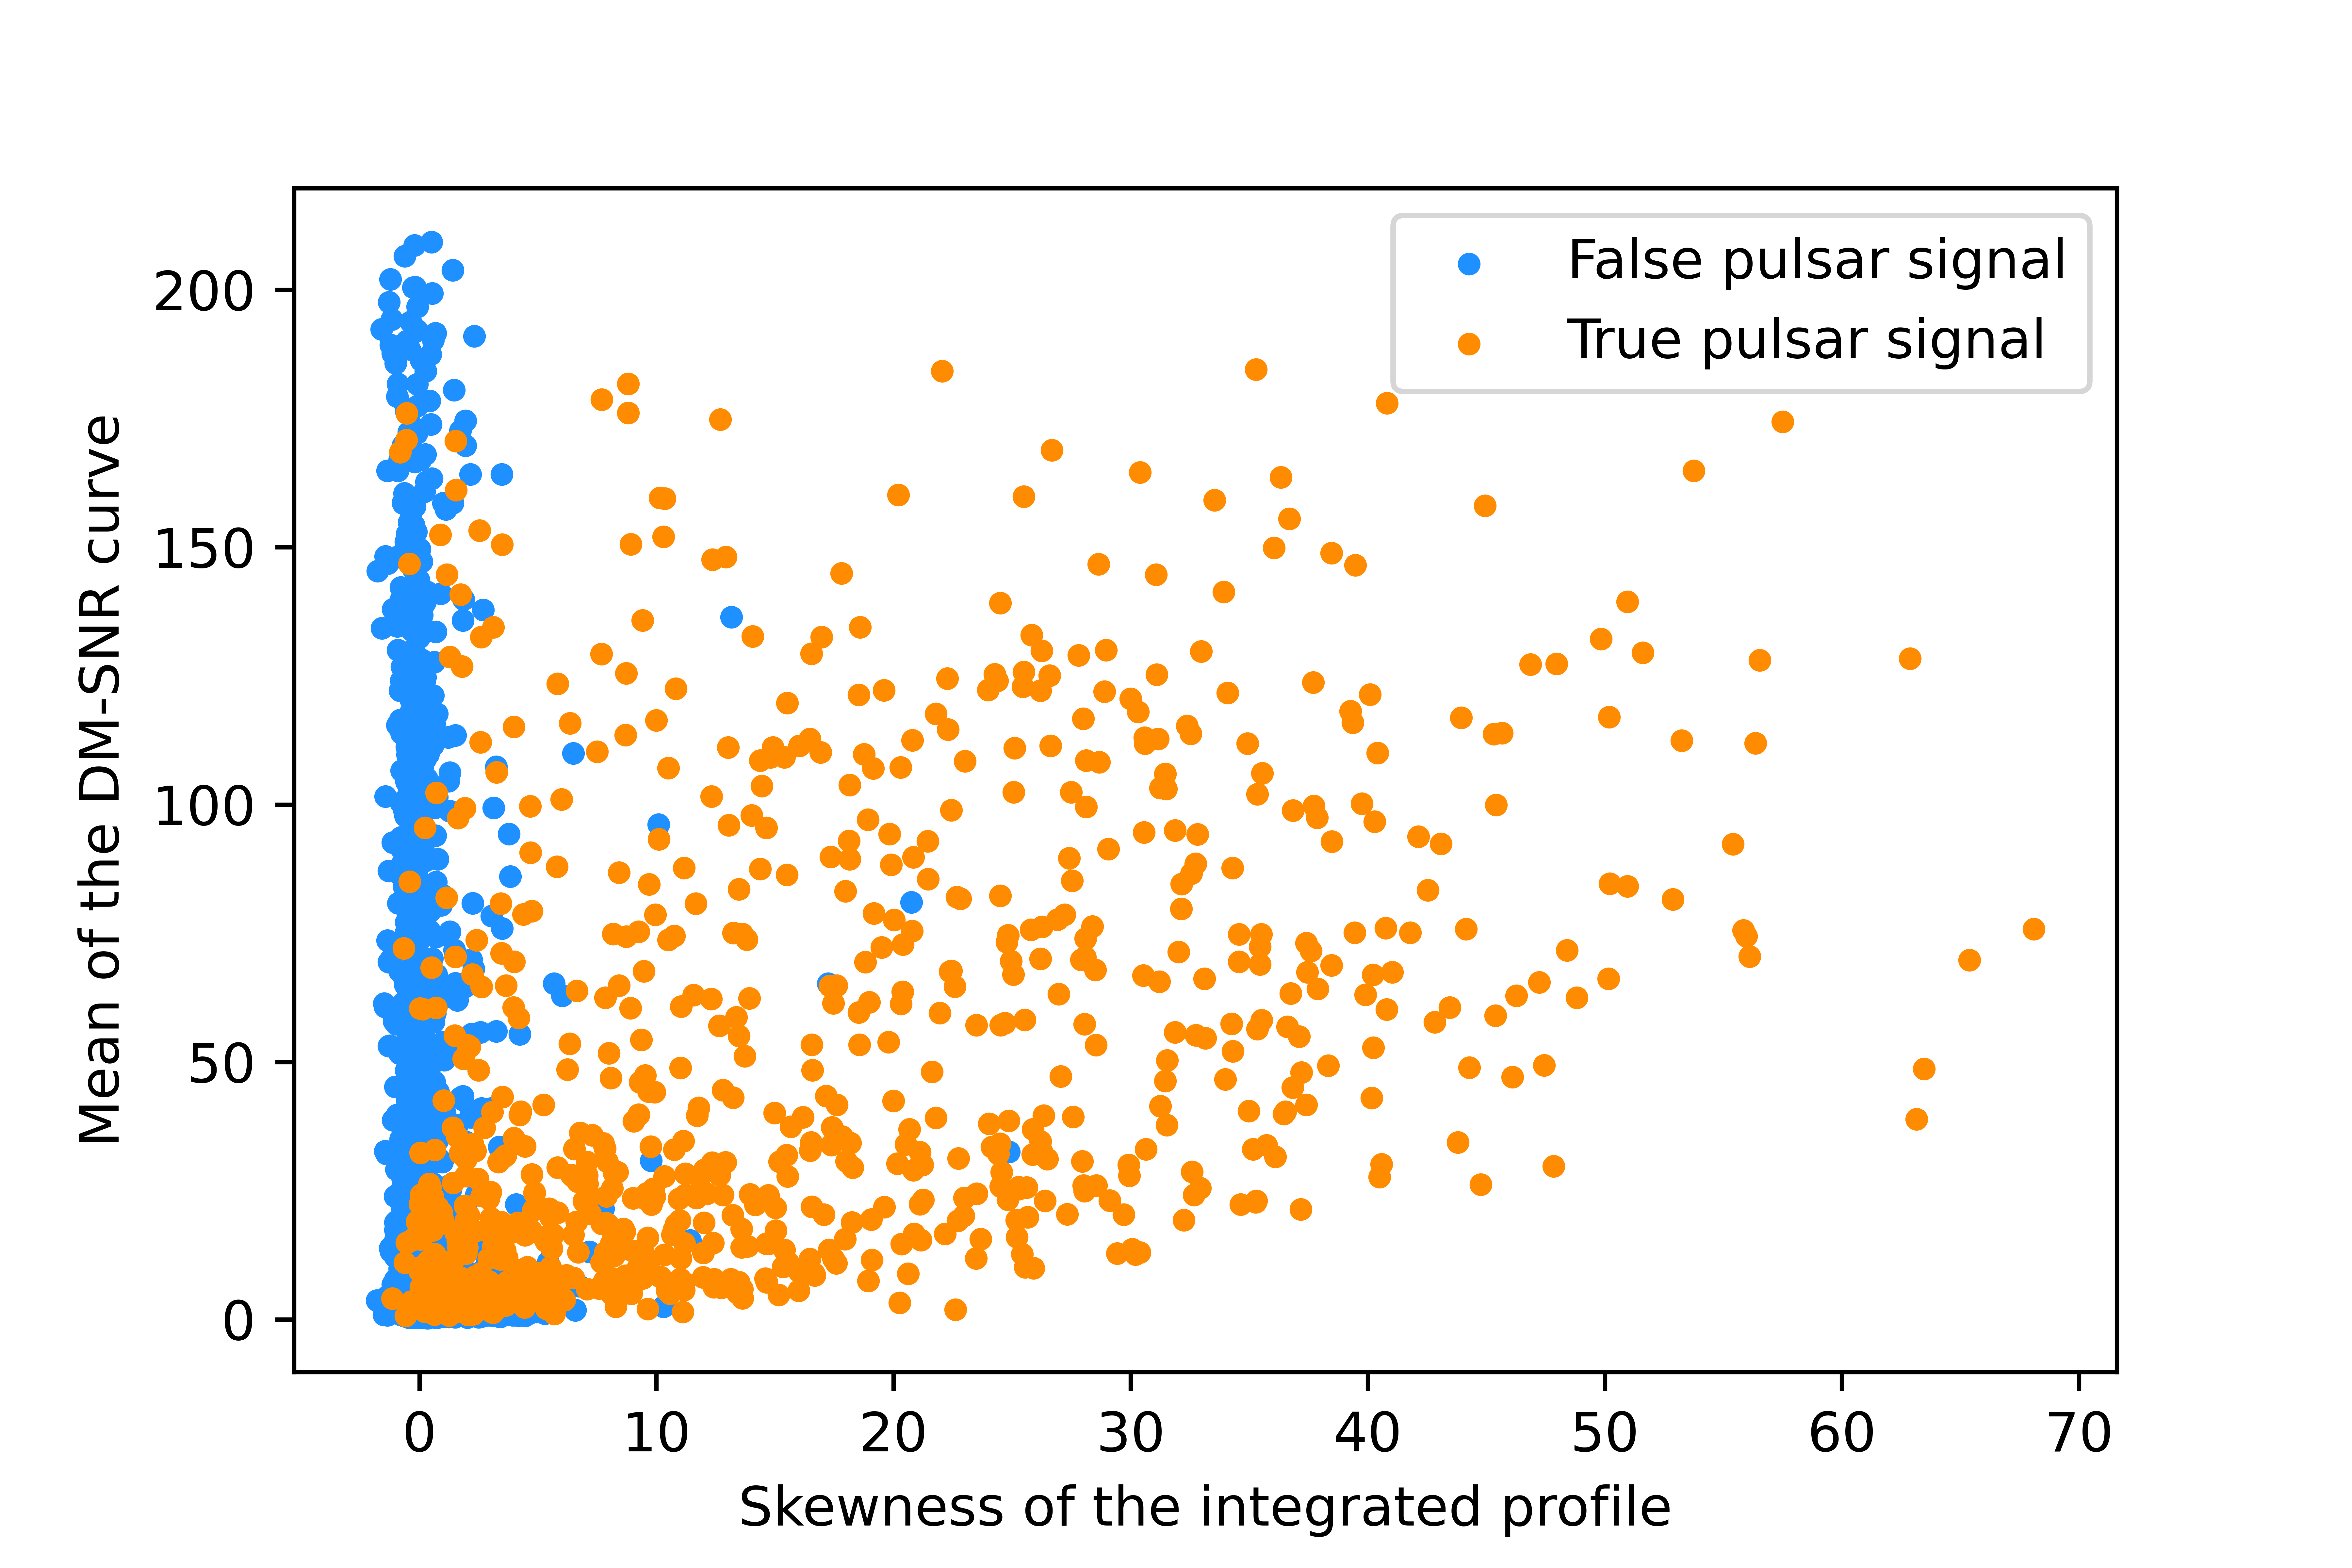 False pulsar signal
True pulsar signal
Mean of the DM-SNR curve
200
150
100
50
0
0 10 20 30 40 50 60 70
Skewness of the integrated profile